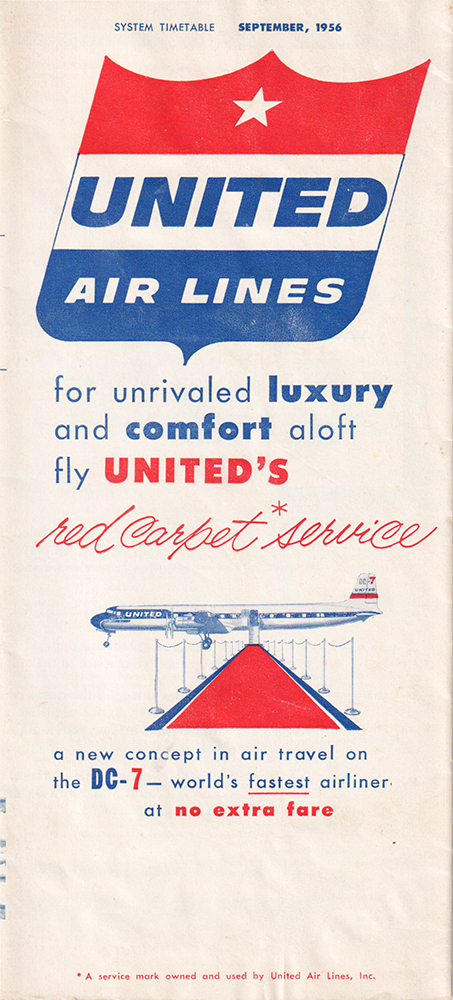 SYSTEM TIMETABLE SEPTEMBER, 1956
UNITED
AIR LINES
for unrivaled luxury
and comfort aloft
fly UNITED'S
red carpet* service
DC-7
UNITED
UNITED
a new concept in air travel on
the DC-7—world's fastest airliner
at no extra fare
* A service mark owned and used by United Air Lines, Inc.